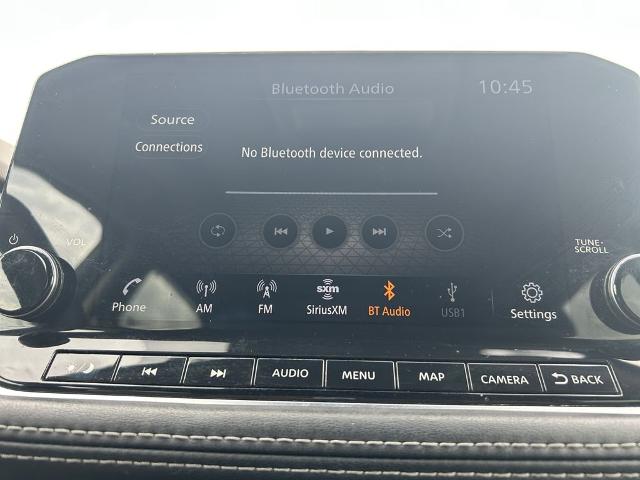 Bluetooth Audio
10:45
Source
Connections
No Bluetooth device connected.
VOL
TUNE·
SCROLL
Phone
AM
FM
sxm
SiriusXM
BT Audio
USB1
Settings
AUDIO
MENU
MAP
CAMERA
BACK